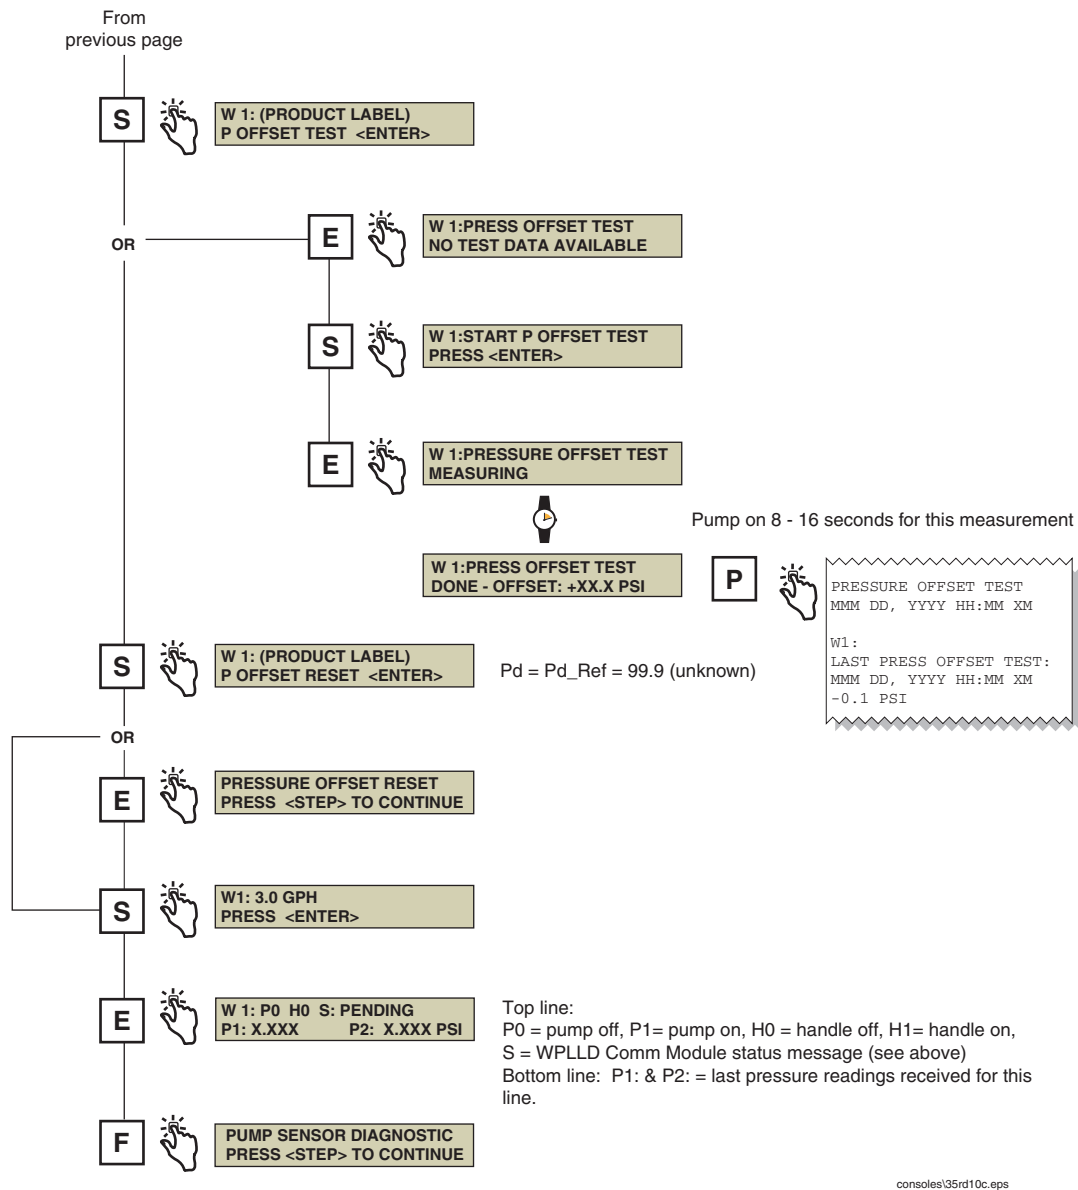 From
previous page
S
W 1: (PRODUCT LABEL)
P OFFSET TEST <ENTER>
OR
E
W 1:PRESS OFFSET TEST
NO TEST DATA AVAILABLE
S
W 1:START P OFFSET TEST
PRESS <ENTER>
E
W 1:PRESSURE OFFSET TEST
MEASURING
Pump on 8 - 16 seconds for this measurement
W 1:PRESS OFFSET TEST
DONE - OFFSET: +XX.X PSI
P
PRESSURE OFFSET TEST
MMM DD, YYYY HH:MM XM
W1:
LAST PRESS OFFSET TEST:
MMM DD, YYYY HH:MM XM
-0.1 PSI
S
W 1: (PRODUCT LABEL)
P OFFSET RESET <ENTER>
Pd = Pd_Ref = 99.9 (unknown)
OR
E
PRESSURE OFFSET RESET
PRESS <STEP> TO CONTINUE
S
W1: 3.0 GPH
PRESS <ENTER>
E
W 1: P0 H0 S: PENDING
P1: X.XXX P2: X.XXX PSI
Top line:
P0 = pump off, P1= pump on, H0 = handle off, H1= handle on,
S = WPLLD Comm Module status message (see above)
Bottom line: P1: & P2: = last pressure readings received for this
line.
F
PUMP SENSOR DIAGNOSTIC
PRESS <STEP> TO CONTINUE
consoles\35rd10c.eps